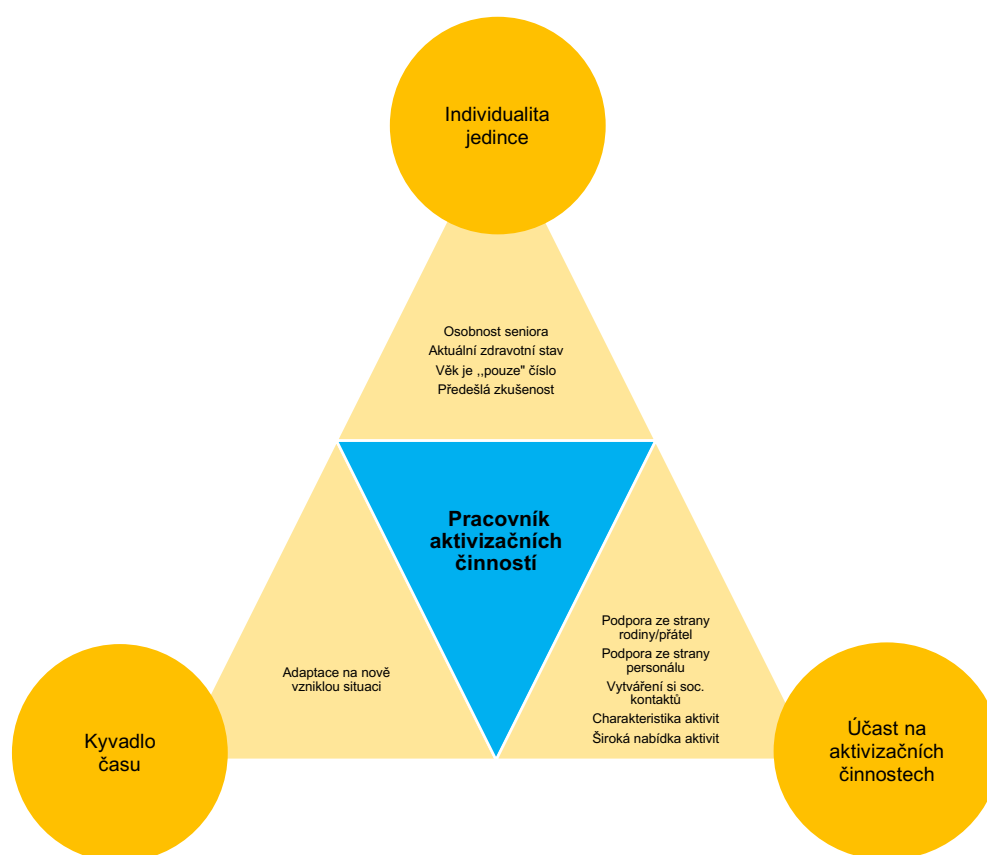 Individualita
jedince
Osobnost seniora
Aktuální zdravotní stav
Věk je ,,pouze" číslo
Předešlá zkušenost
Pracovník
aktivizačních
činností
Adaptace na nově
vzniklou situaci
Podpora ze strany
rodiny/přátel
Podpora ze strany
personálu
Vytváření si soc.
kontaktů
Charakteristika aktivit
Široká nabídka aktivit
Kyvadlo
času
Účast na
aktivizačních
činnostech